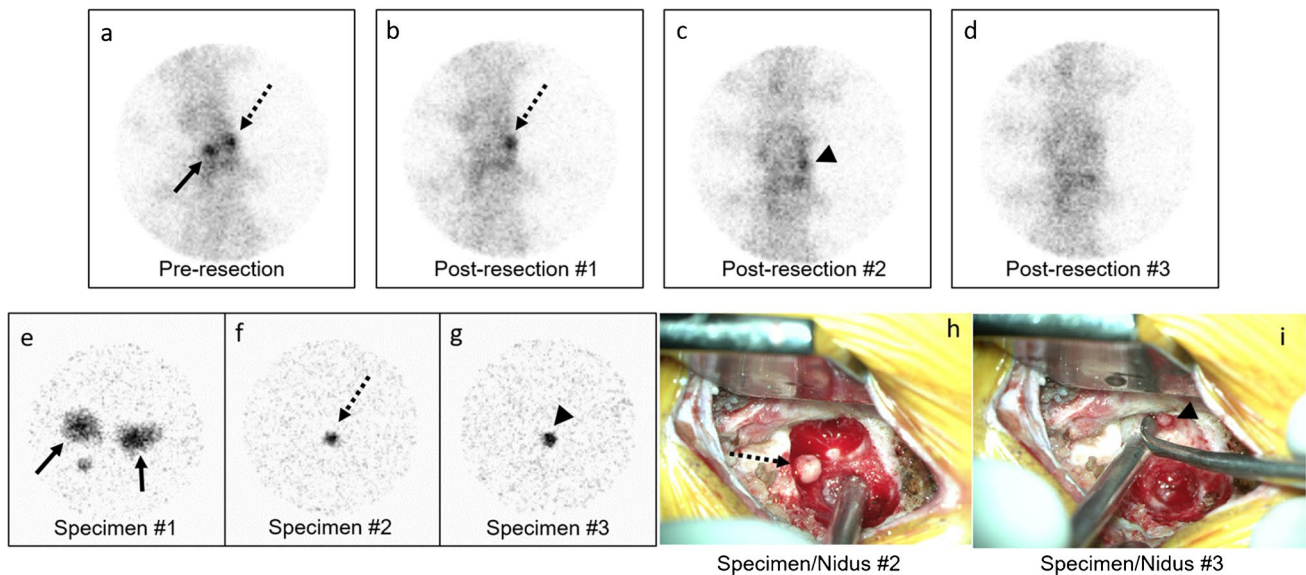 a
b
c
d
Pre-resection
Post-resection #1
Post-resection #2
Post-resection #3
e
f
g
h
i
Specimen #1
Specimen #2
Specimen #3
Specimen/Nidus #2
Specimen/Nidus #3